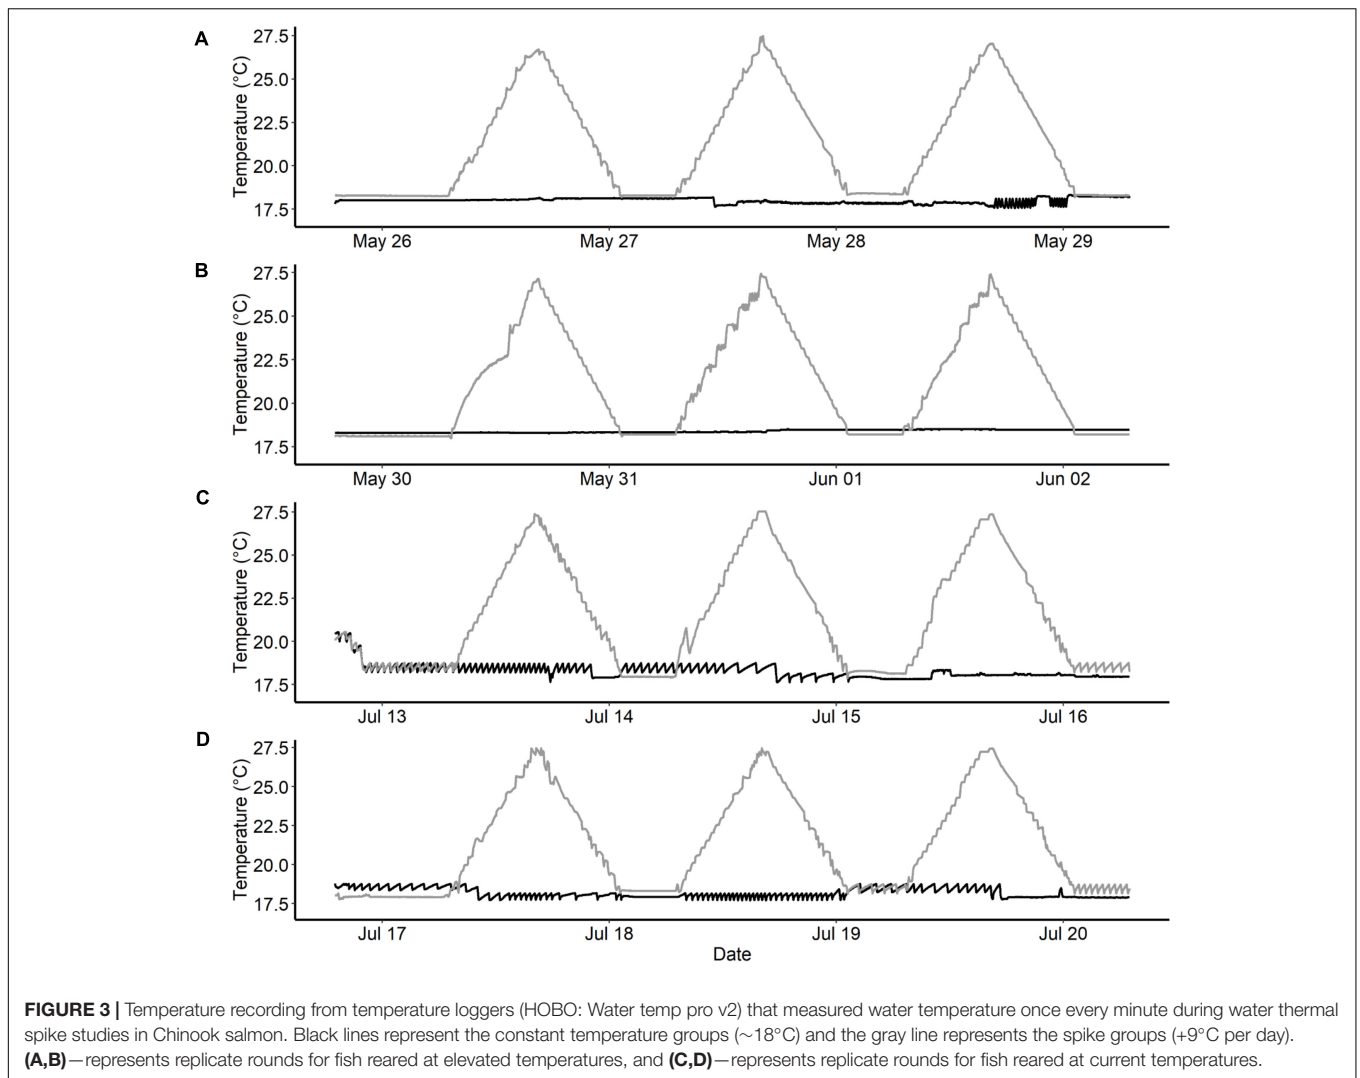 A
27.5
25.0
22.5
20.0
17.5
Temperature (°C)
May 26 May 27 May 28 May 29
B
27.5
25.0
22.5
20.0
17.5
Temperature (°C)
May 30 May 31 Jun 01 Jun 02
C
27.5
25.0
22.5
20.0
17.5
Temperature (°C)
Jul 13 Jul 14 Jul 15 Jul 16
D
27.5
25.0
22.5
20.0
17.5
Temperature (°C)
Jul 17 Jul 18 Jul 19 Jul 20
Date
FIGURE 3 | Temperature recording from temperature loggers (HOBO: Water temp pro v2) that measured water temperature once every minute during water thermal
spike studies in Chinook salmon. Black lines represent the constant temperature groups (∼18°C) and the gray line represents the spike groups (+9°C per day).
(A,B)—represents replicate rounds for fish reared at elevated temperatures, and (C,D)—represents replicate rounds for fish reared at current temperatures.